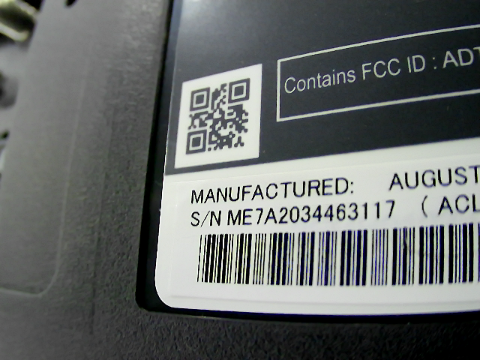 Contains FCC ID : ADT
MANUFACTURED: AUGUST
S/N ME7A2034463117 ( ACL